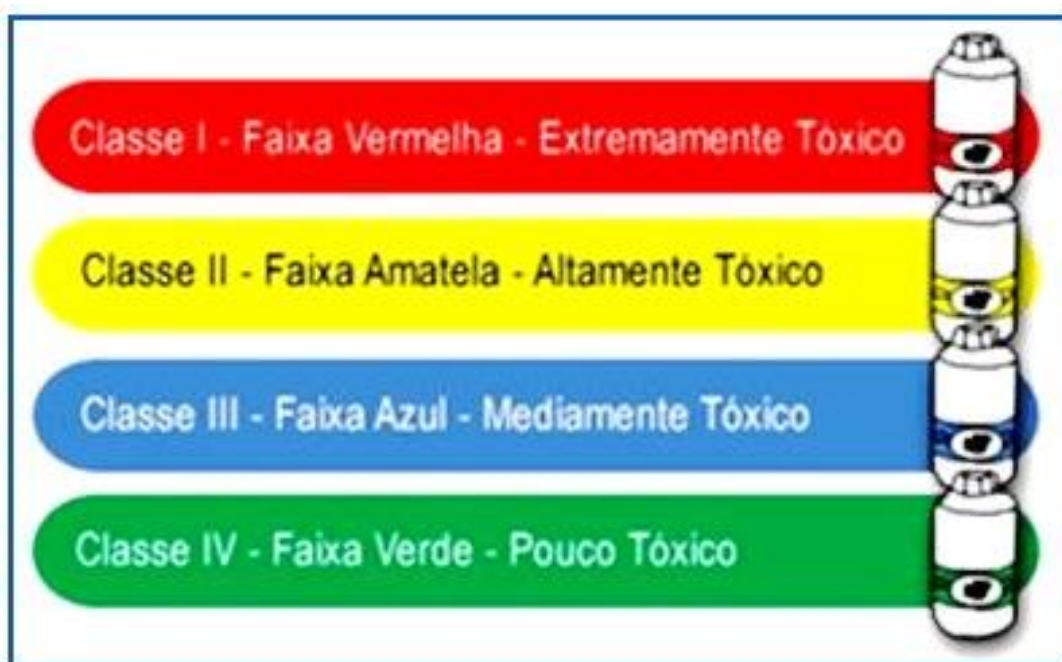 Classe I - Faixa Vermelha - Extremamente Tóxico
Classe II - Faixa Amatela - Altamente Tóxico
Classe III - Faixa Azul - Mediamente Tóxico
Classe IV - Faixa Verde - Pouco Tóxico